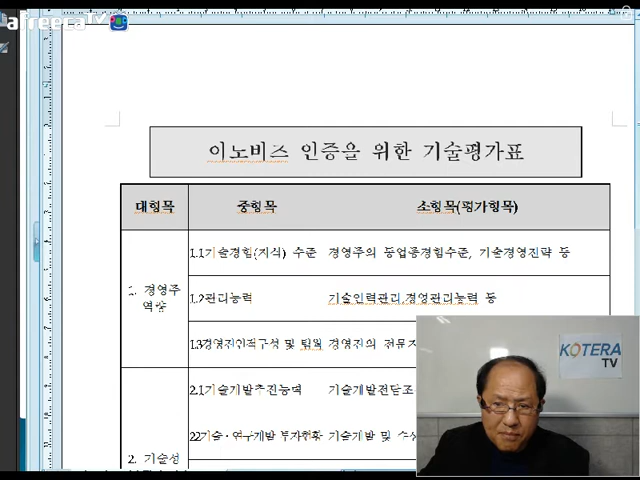 afreecaTV
이노비즈 인증을 위한 기술평가표
대항목 중항목 소항목(평가항목)
1. 경영주 역량
1.1기술경험(지식) 수준 경영주의 동업종경험수준, 기술경영전략 등
1.2관리능력 기술인력관리,경영관리능력 등
1.3경영진인적구성 및 팀웍 경영진의 전문지
2.1기술개발추진능력 기술개발전담조
2.2기술·연구개발 투자현황 기술개발 및 수
2. 기술성
KOTERA
TV